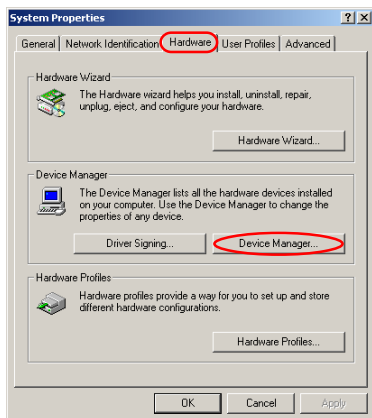 System Properties
General Network Identification Hardware User Profiles Advanced
Hardware Wizard
The Hardware wizard helps you install, uninstall, repair,
unplug, eject, and configure your hardware.
Hardware Wizard...
Device Manager
The Device Manager lists all the hardware devices installed
on your computer. Use the Device Manager to change the
properties of any device.
Driver Signing... Device Manager...
Hardware Profiles
Hardware profiles provide a way for you to set up and store
different hardware configurations.
Hardware Profiles...
OK Cancel Apply